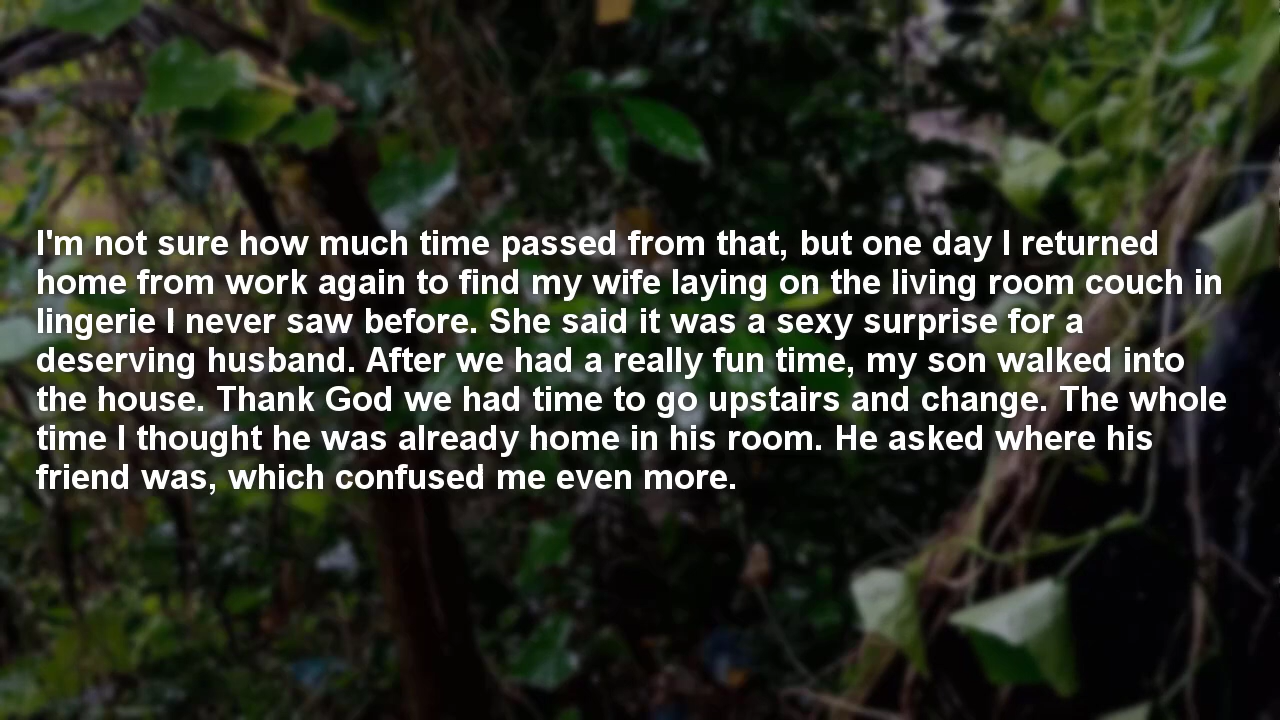 I'm not sure how much time passed from that, but one day I returned
home from work again to find my wife laying on the living room couch in
lingerie I never saw before. She said it was a sexy surprise for a
deserving husband. After we had a really fun time, my son walked into
the house. Thank God we had time to go upstairs and change. The whole
time I thought he was already home in his room. He asked where his
friend was, which confused me even more.